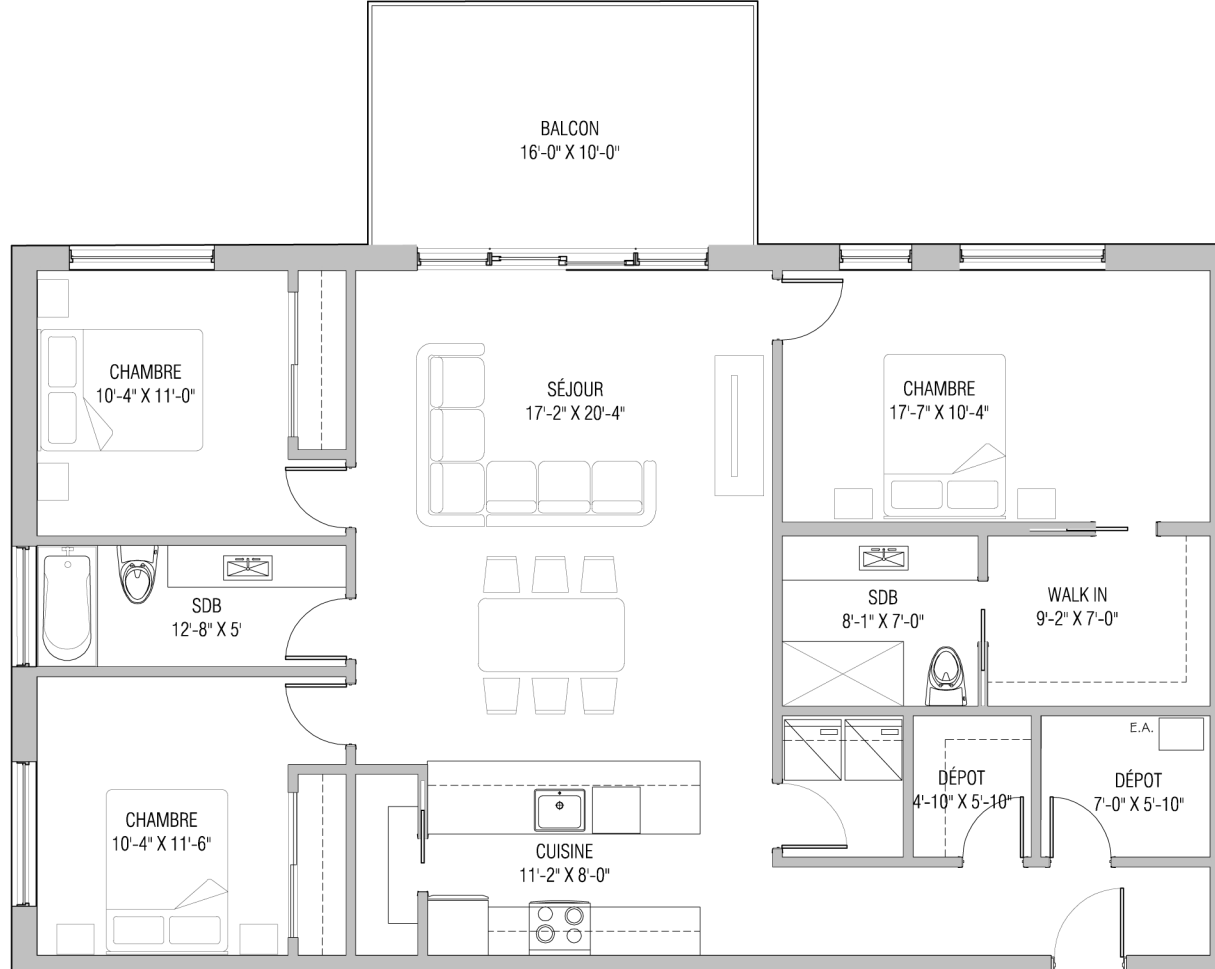 BALCON
16'-0" X 10'-0"
CHAMBRE
10'-4" X 11'-0"
SÉJOUR
17'-2" X 20'-4"
CHAMBRE
17'-7" X 10'-4"
SDB
12'-8" X 5'
SDB
8'-1" X 7'-0"
WALK IN
9'-2" X 7'-0"
E.A.
DÉPOT
4'-10" X 5'-10"
DÉPOT
7'-0" X 5'-10"
CHAMBRE
10'-4" X 11'-6"
CUISINE
11'-2" X 8'-0"